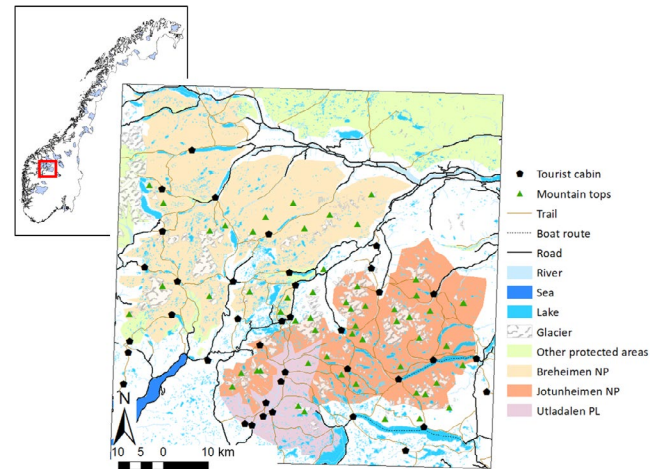 Tourist cabin
Mountain tops
Trail
Boat route
Road
River
Sea
Lake
Glacier
Other protected areas
Breheimen NP
Jotunheimen NP
Utladalen PL
N
10 5 0 10 km